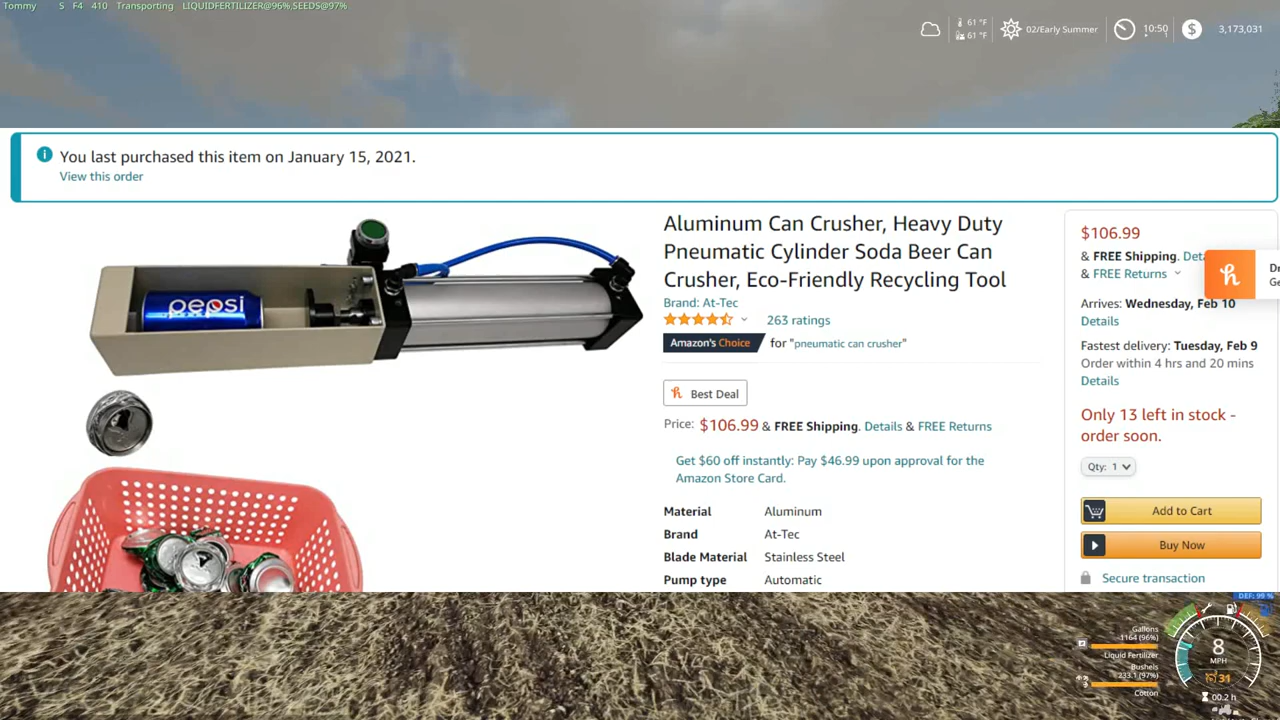 Tommy S F4 410 Transporting LIQUIDFERTILIZER@96%,SEEDS@97%
61 °F
61 °F
02/Early Summer
10:50
3,173,031
You last purchased this item on January 15, 2021.
View this order
pepsi
Aluminum Can Crusher, Heavy Duty
Pneumatic Cylinder Soda Beer Can
Crusher, Eco-Friendly Recycling Tool
Brand: At-Tec
263 ratings
Amazon's Choice for "pneumatic can crusher"
h Best Deal
Price: $106.99 & FREE Shipping. Details & FREE Returns
Get $60 off instantly: Pay $46.99 upon approval for the
Amazon Store Card.
Material Aluminum
Brand At-Tec
Blade Material Stainless Steel
Pump type Automatic
$106.99
& FREE Shipping. Deta
& FREE Returns
h
Arrives: Wednesday, Feb 10
Details
Fastest delivery: Tuesday, Feb 9
Order within 4 hrs and 20 mins
Details
Only 13 left in stock -
order soon.
Qty: 1
Add to Cart
Buy Now
Secure transaction
DEF: 99 %
Gallons
1164 (96%)
Liquid Fertilizer
Bushels
233.1 (97%)
Cotton
8
MPH
31
00.2 h